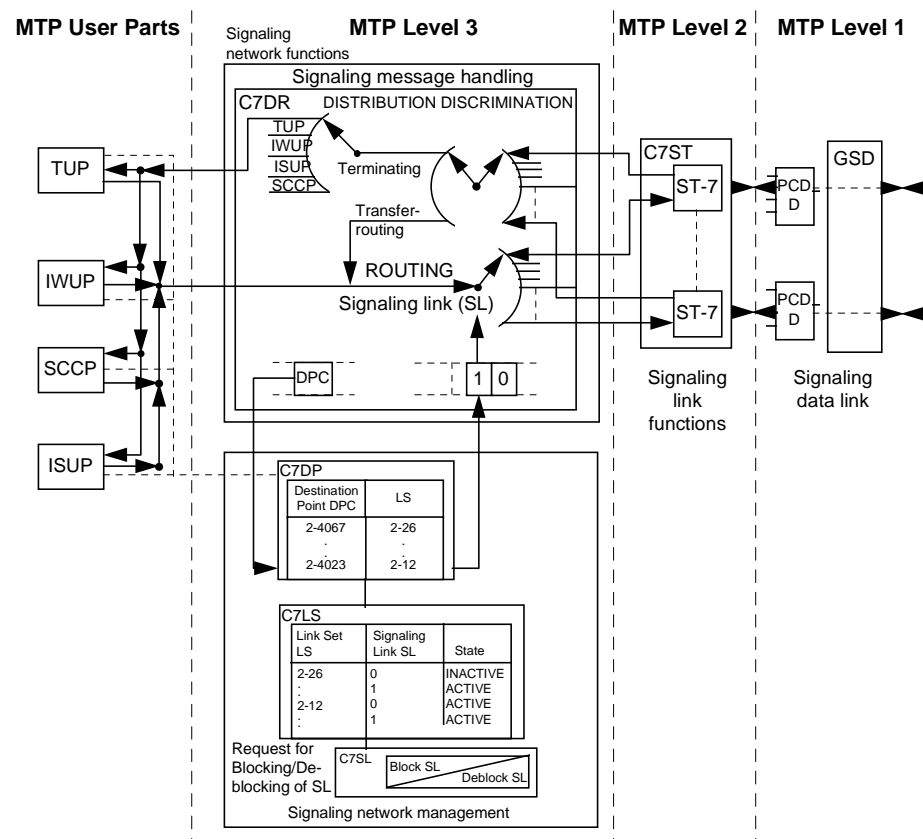 MTP User Parts
MTP Level 3
MTP Level 2
MTP Level 1
Signaling
network functions
Signaling message handling
C7DR
DISTRIBUTION DISCRIMINATION
TUP
IWUP
ISUP
SCCP
Terminating
Transfer-
routing
ROUTING
Signaling link (SL)
DPC
1 0
TUP
IWUP
SCCP
ISUP
C7ST
ST-7
ST-7
Signaling
link
functions
PCD
D
PCD
D
GSD
Signaling
data link
C7DP
Destination
Point DPC
LS
2-4067
2-26
.
.
.
.
2-4023
2-12
C7LS
Link Set
LS
Signaling
Link SL
State
2-26 0 INACTIVE
: 1 ACTIVE
2-12 0 ACTIVE
: 1 ACTIVE
Request for
Blocking/De-
blocking of SL
C7SL
Block SL
Deblock SL
Signaling network management